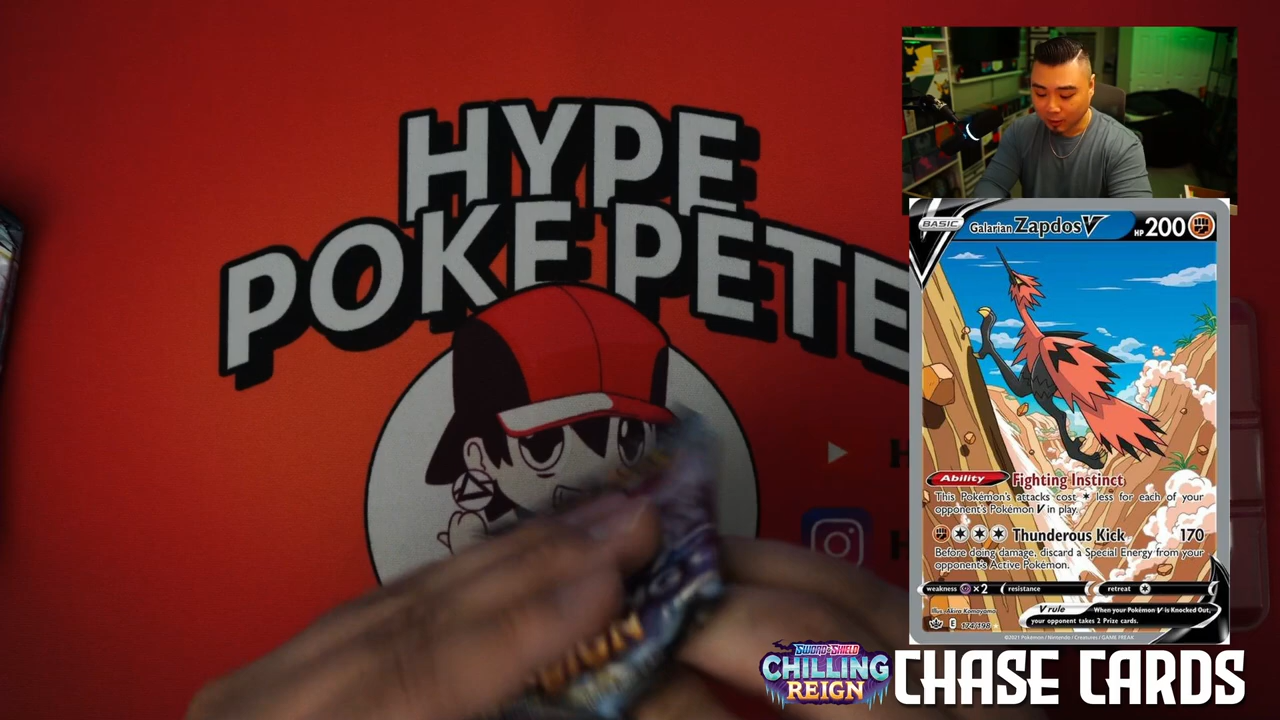 HYPE
POKE PETE
H
H
BASIC
Galarian Zapdos V
HP 200
Ability Fighting Instinct
This Pokémon's attacks cost less for each of your
opponent's Pokémon V in play.
Thunderous Kick 170
Before doing damage, discard a Special Energy from your
opponent's Active Pokémon.
weakness ×2 resistance retreat
Illus. Akira Komayama
V rule When your Pokémon V is Knocked Out,
your opponent takes 2 Prize cards.
E 174/198
©2021 Pokémon / Nintendo / Creatures / GAME FREAK
SWORD & SHIELD
CHILLING
REIGN
CHASE CARDS